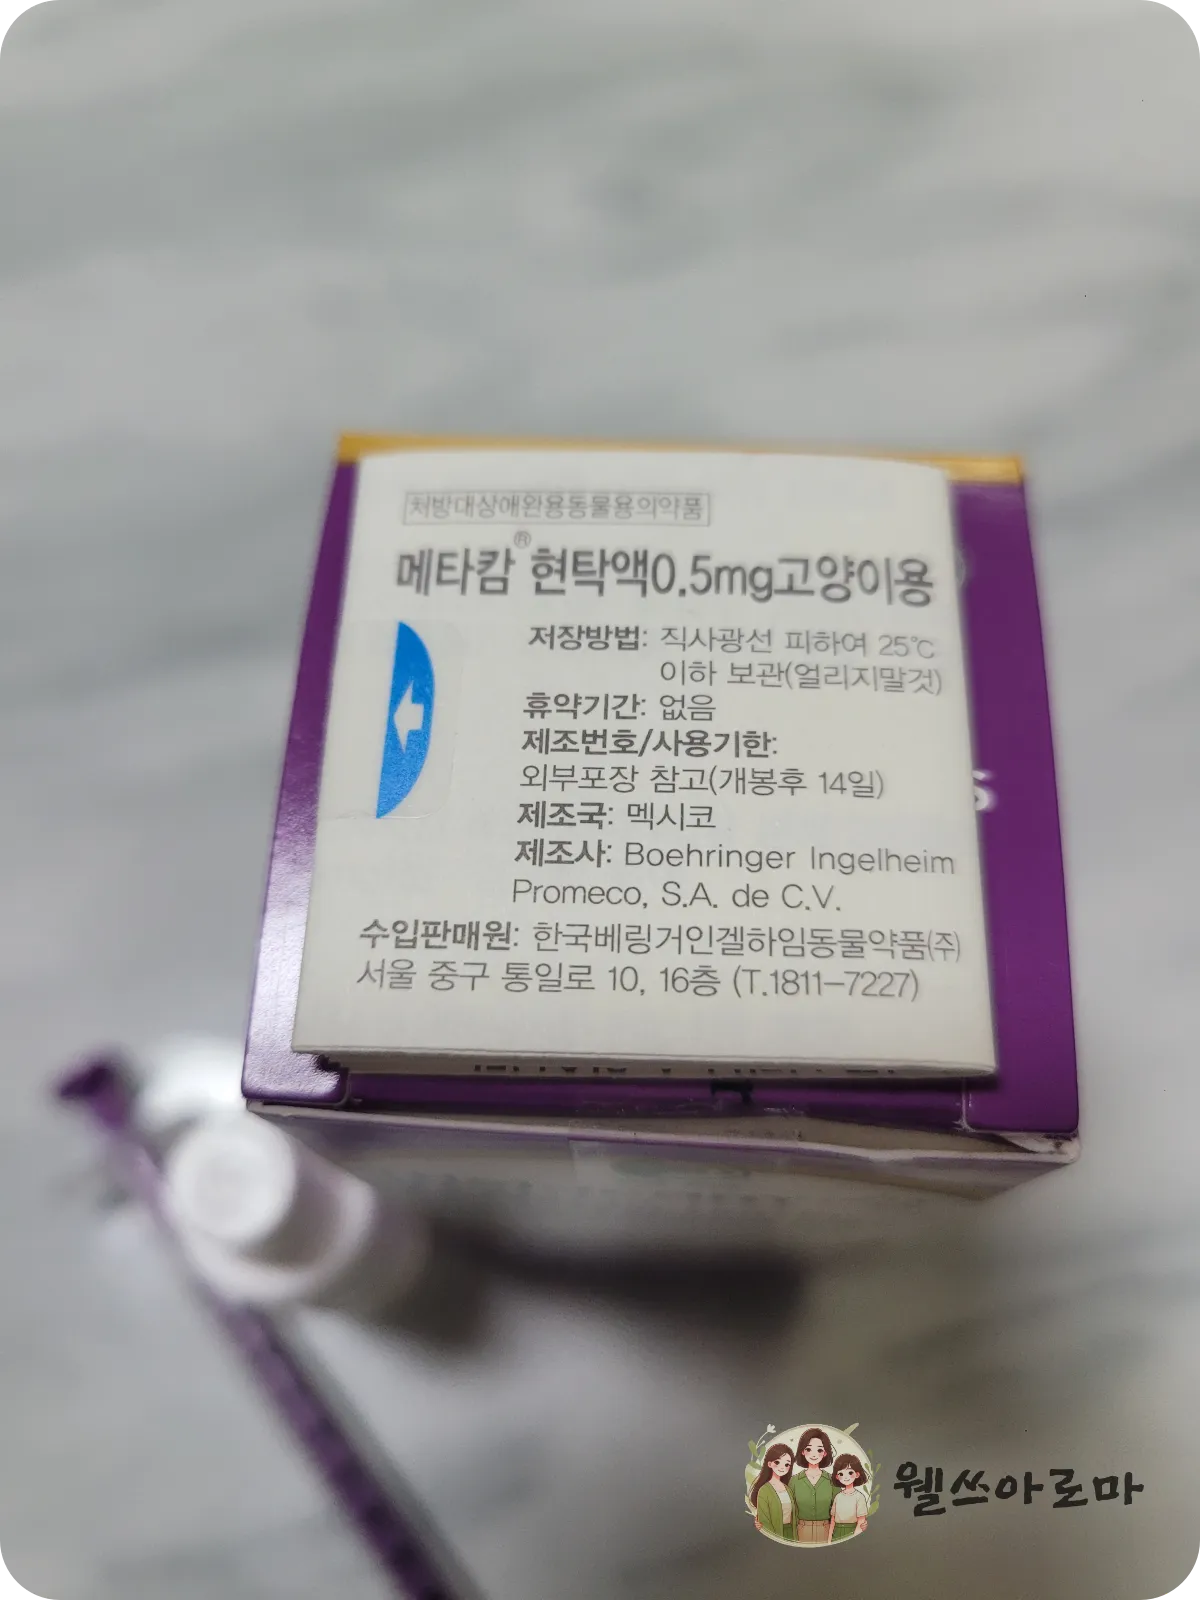 처방대상애완용동물용의약품
메타캄® 현탁액0.5mg고양이용
저장방법: 직사광선 피하여 25℃
이하 보관(얼리지말것)
휴약기간: 없음
제조번호/사용기한:
외부포장 참고(개봉후 14일)
제조국: 멕시코
제조사: Boehringer Ingelheim
Promeco, S.A. de C.V.
수입판매원: 한국베링거인겔하임동물약품(주)
서울 중구 통일로 10, 16층 (T.1811-7227)
웰쓰아로마